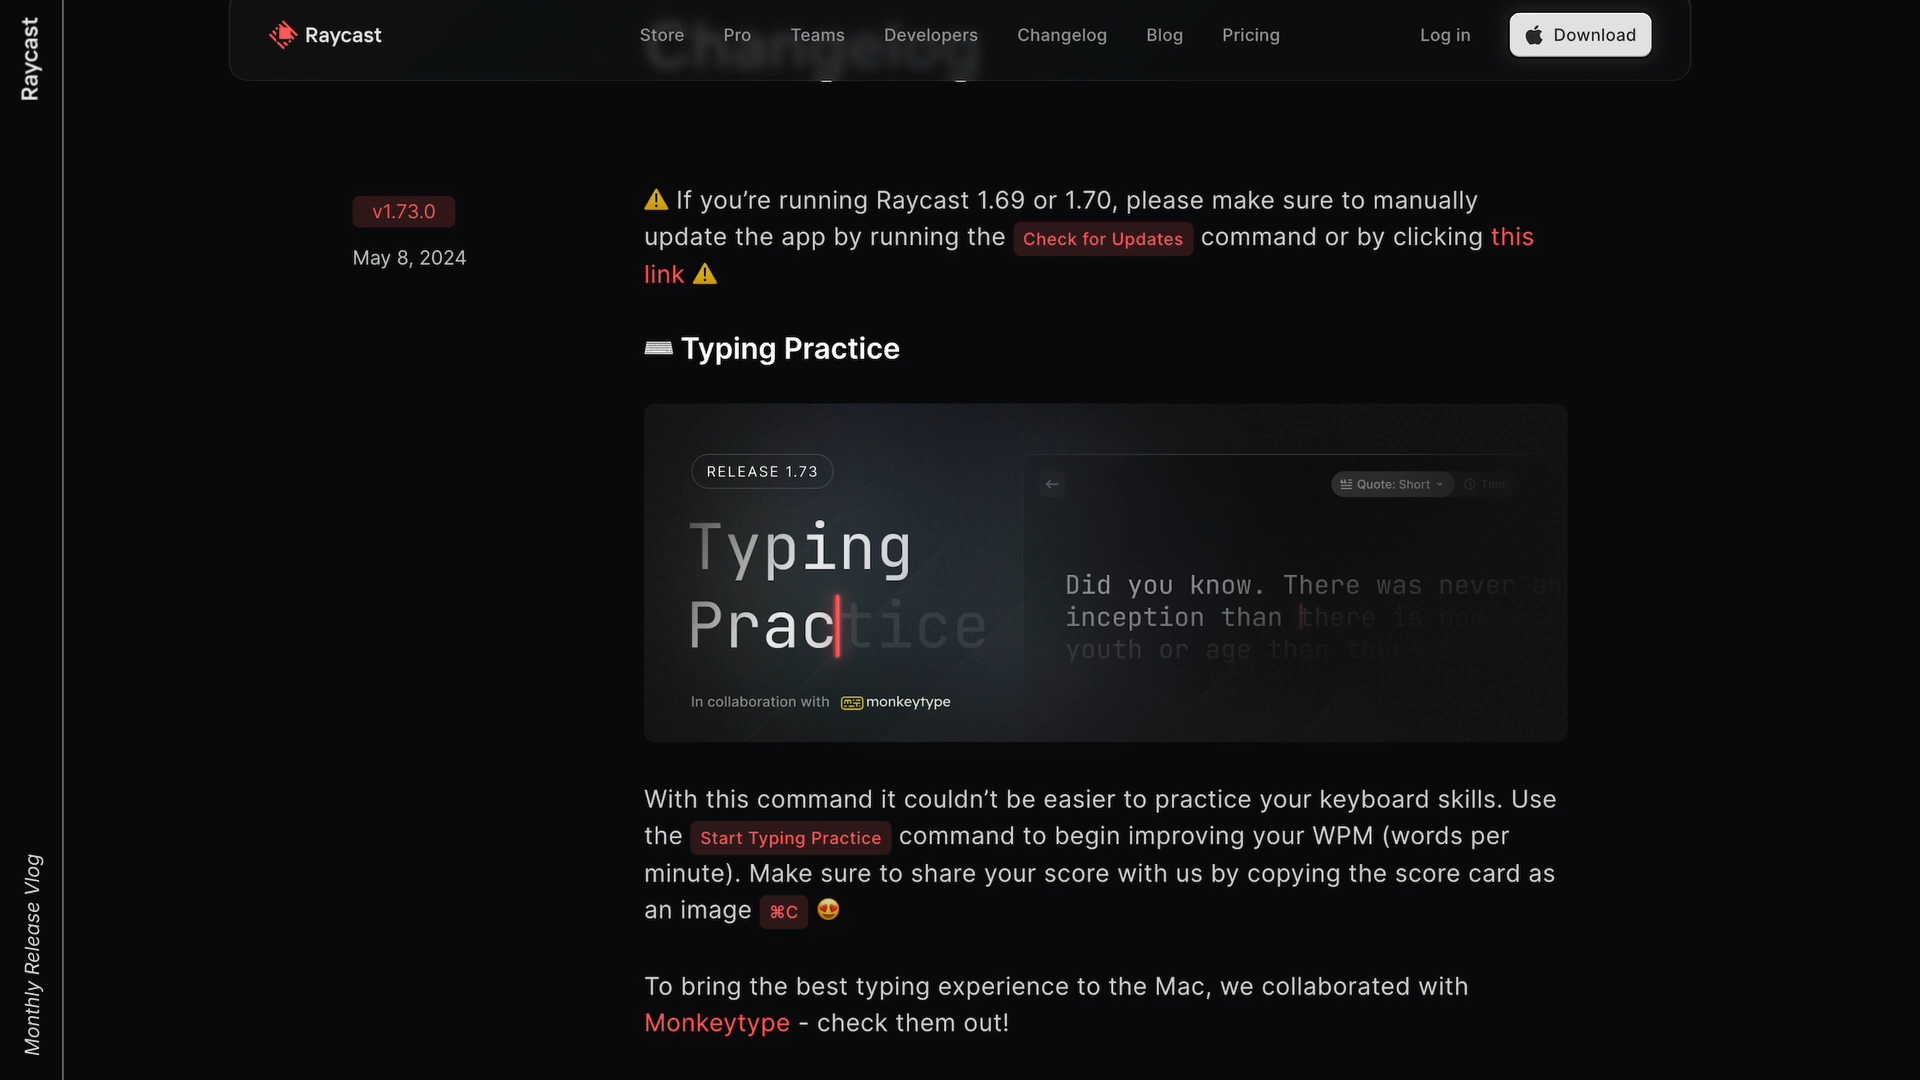 Raycast
Monthly Release Vlog
Raycast
Store
Pro
Teams
Developers
Changelog
Blog
Pricing
Log in
Download
Changelog
v1.73.0
May 8, 2024
⚠️ If you’re running Raycast 1.69 or 1.70, please make sure to manually
update the app by running the Check for Updates command or by clicking this
link ⚠️
⌨️ Typing Practice
RELEASE 1.73
Typing
Practice
In collaboration with monkeytype
Quote: Short
Time
Did you know. There was never
inception than there is now
youth or age than there
With this command it couldn’t be easier to practice your keyboard skills. Use
the Start Typing Practice command to begin improving your WPM (words per
minute). Make sure to share your score with us by copying the score card as
an image ⌘C 😍
To bring the best typing experience to the Mac, we collaborated with
Monkeytype - check them out!